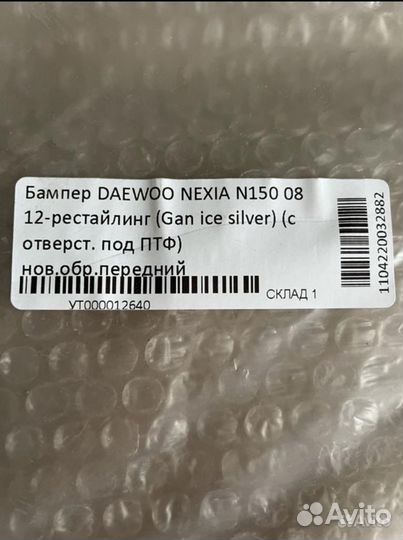 Бампер DAEWOO NEXIA N150 08
12-рестайлинг (Gan ice silver) (с
отверст. под ПТФ)
нов.обр.передний
УТ000012640
СКЛАД 1
1104220032882
Avito